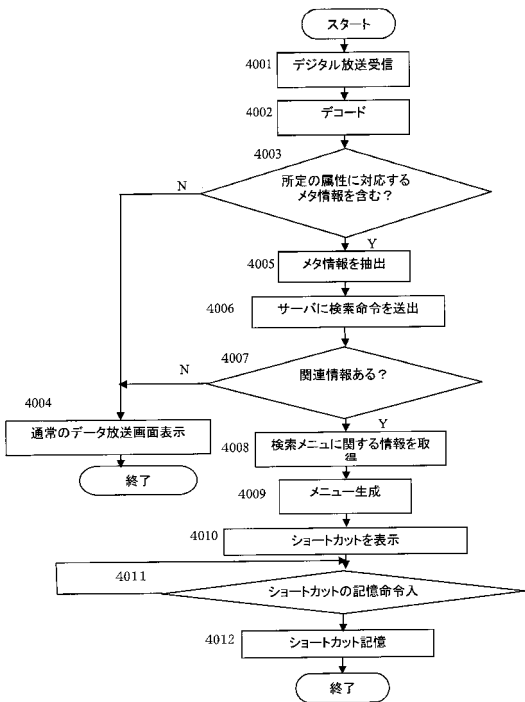 スタート
4001
デジタル放送受信
4002
デコード
4003
所定の属性に対応する
メタ情報を含む?
N
Y
4005
メタ情報を抽出
4006
サーバに検索命令を送出
4007
関連情報ある?
N
Y
4004
通常のデータ放送画面表示
終了
4008
検索メニュに関する情報を取
得
4009
メニュー生成
4010
ショートカットを表示
4011
ショートカットの記憶命令入
4012
ショートカット記憶
終了